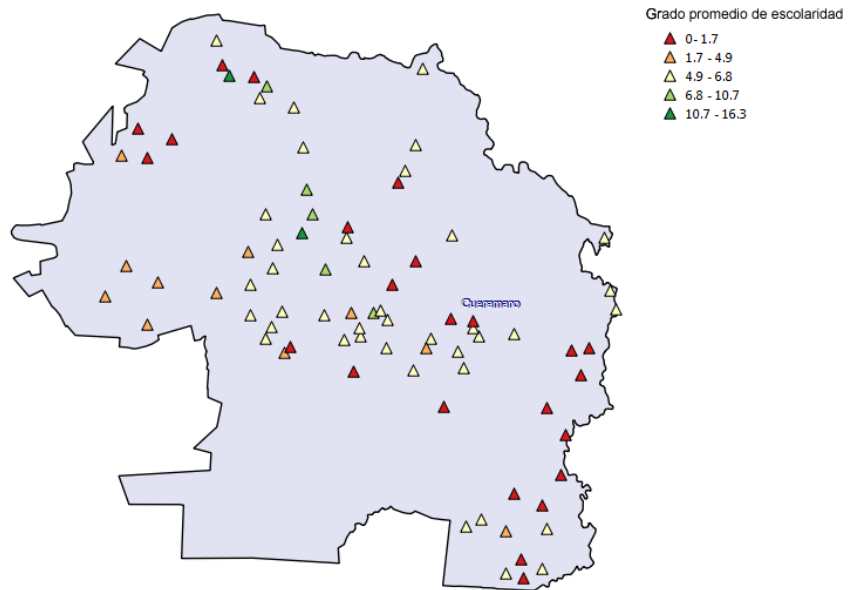 Grado promedio de escolaridad
0- 1.7
1.7 - 4.9
4.9 - 6.8
6.8 - 10.7
10.7 - 16.3
Cueramaro